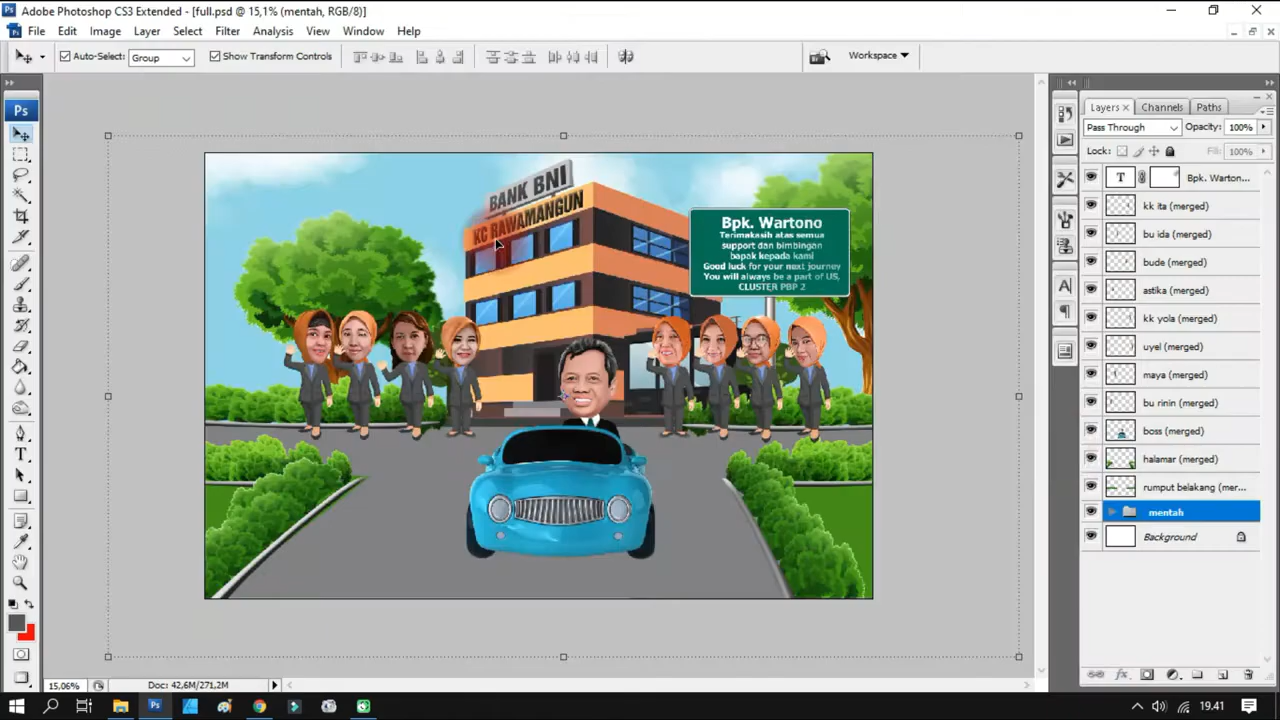 Adobe Photoshop CS3 Extended - [full.psd @ 15,1% (mentah, RGB/8)]
File Edit Image Layer Select Filter Analysis View Window Help
Auto-Select: Group Show Transform Controls Workspace
Ps
Layers Channels Paths
Pass Through Opacity: 100%
Lock: Fill: 100%
T Bpk. Warton...
kk ita (merged)
bu ida (merged)
bude (merged)
astika (merged)
kk yola (merged)
uyel (merged)
maya (merged)
bu rinin (merged)
boss (merged)
halamar (merged)
rumput belakang (mer...
mentah
Background
BANK BNI
KC RAWAMANGUN
Bpk. Wartono
Terimakasih atas semua
support dan bimbingan
bapak kepada kami
Good luck for your next journey
You will always be a part of US,
CLUSTER PBP 2
15,06% Doc: 42,6M/271,2M
19.41